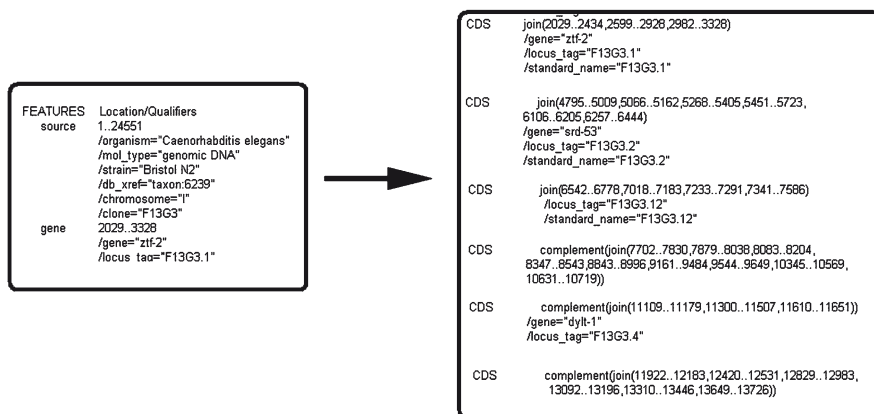 FEATURES Location/Qualifiers
source 1..24551
/organism="Caenorhabditis elegans"
/mol_type="genomic DNA"
/strain="Bristol N2"
/db_xref="taxon:6239"
/chromosome="I"
/clone="F13G3"
gene 2029..3328
/gene="ztf-2"
/locus_tag="F13G3.1"
CDS join(2029..2434,2599..2928,2982..3328)
/gene="ztf-2"
/locus_tag="F13G3.1"
/standard_name="F13G3.1"
CDS join(4795..5009,5066..5162,5268..5405,5451..5723,
6106..6205,6257..6444)
/gene="srd-53"
/locus_tag="F13G3.2"
/standard_name="F13G3.2"
CDS join(6542..6778,7018..7183,7233..7291,7341..7586)
/locus_tag="F13G3.12"
/standard_name="F13G3.12"
CDS complement(join(7702..7830,7879..8038,8083..8204,
8347..8543,8843..8996,9161..9484,9544..9649,10345..10569,
10631..10719))
CDS complement(join(11109..11179,11300..11507,11610..11651))
/gene="dylt-1"
/locus_tag="F13G3.4"
CDS complement(join(11922..12183,12420..12531,12829..12983,
13092..13196,13310..13446,13649..13726))